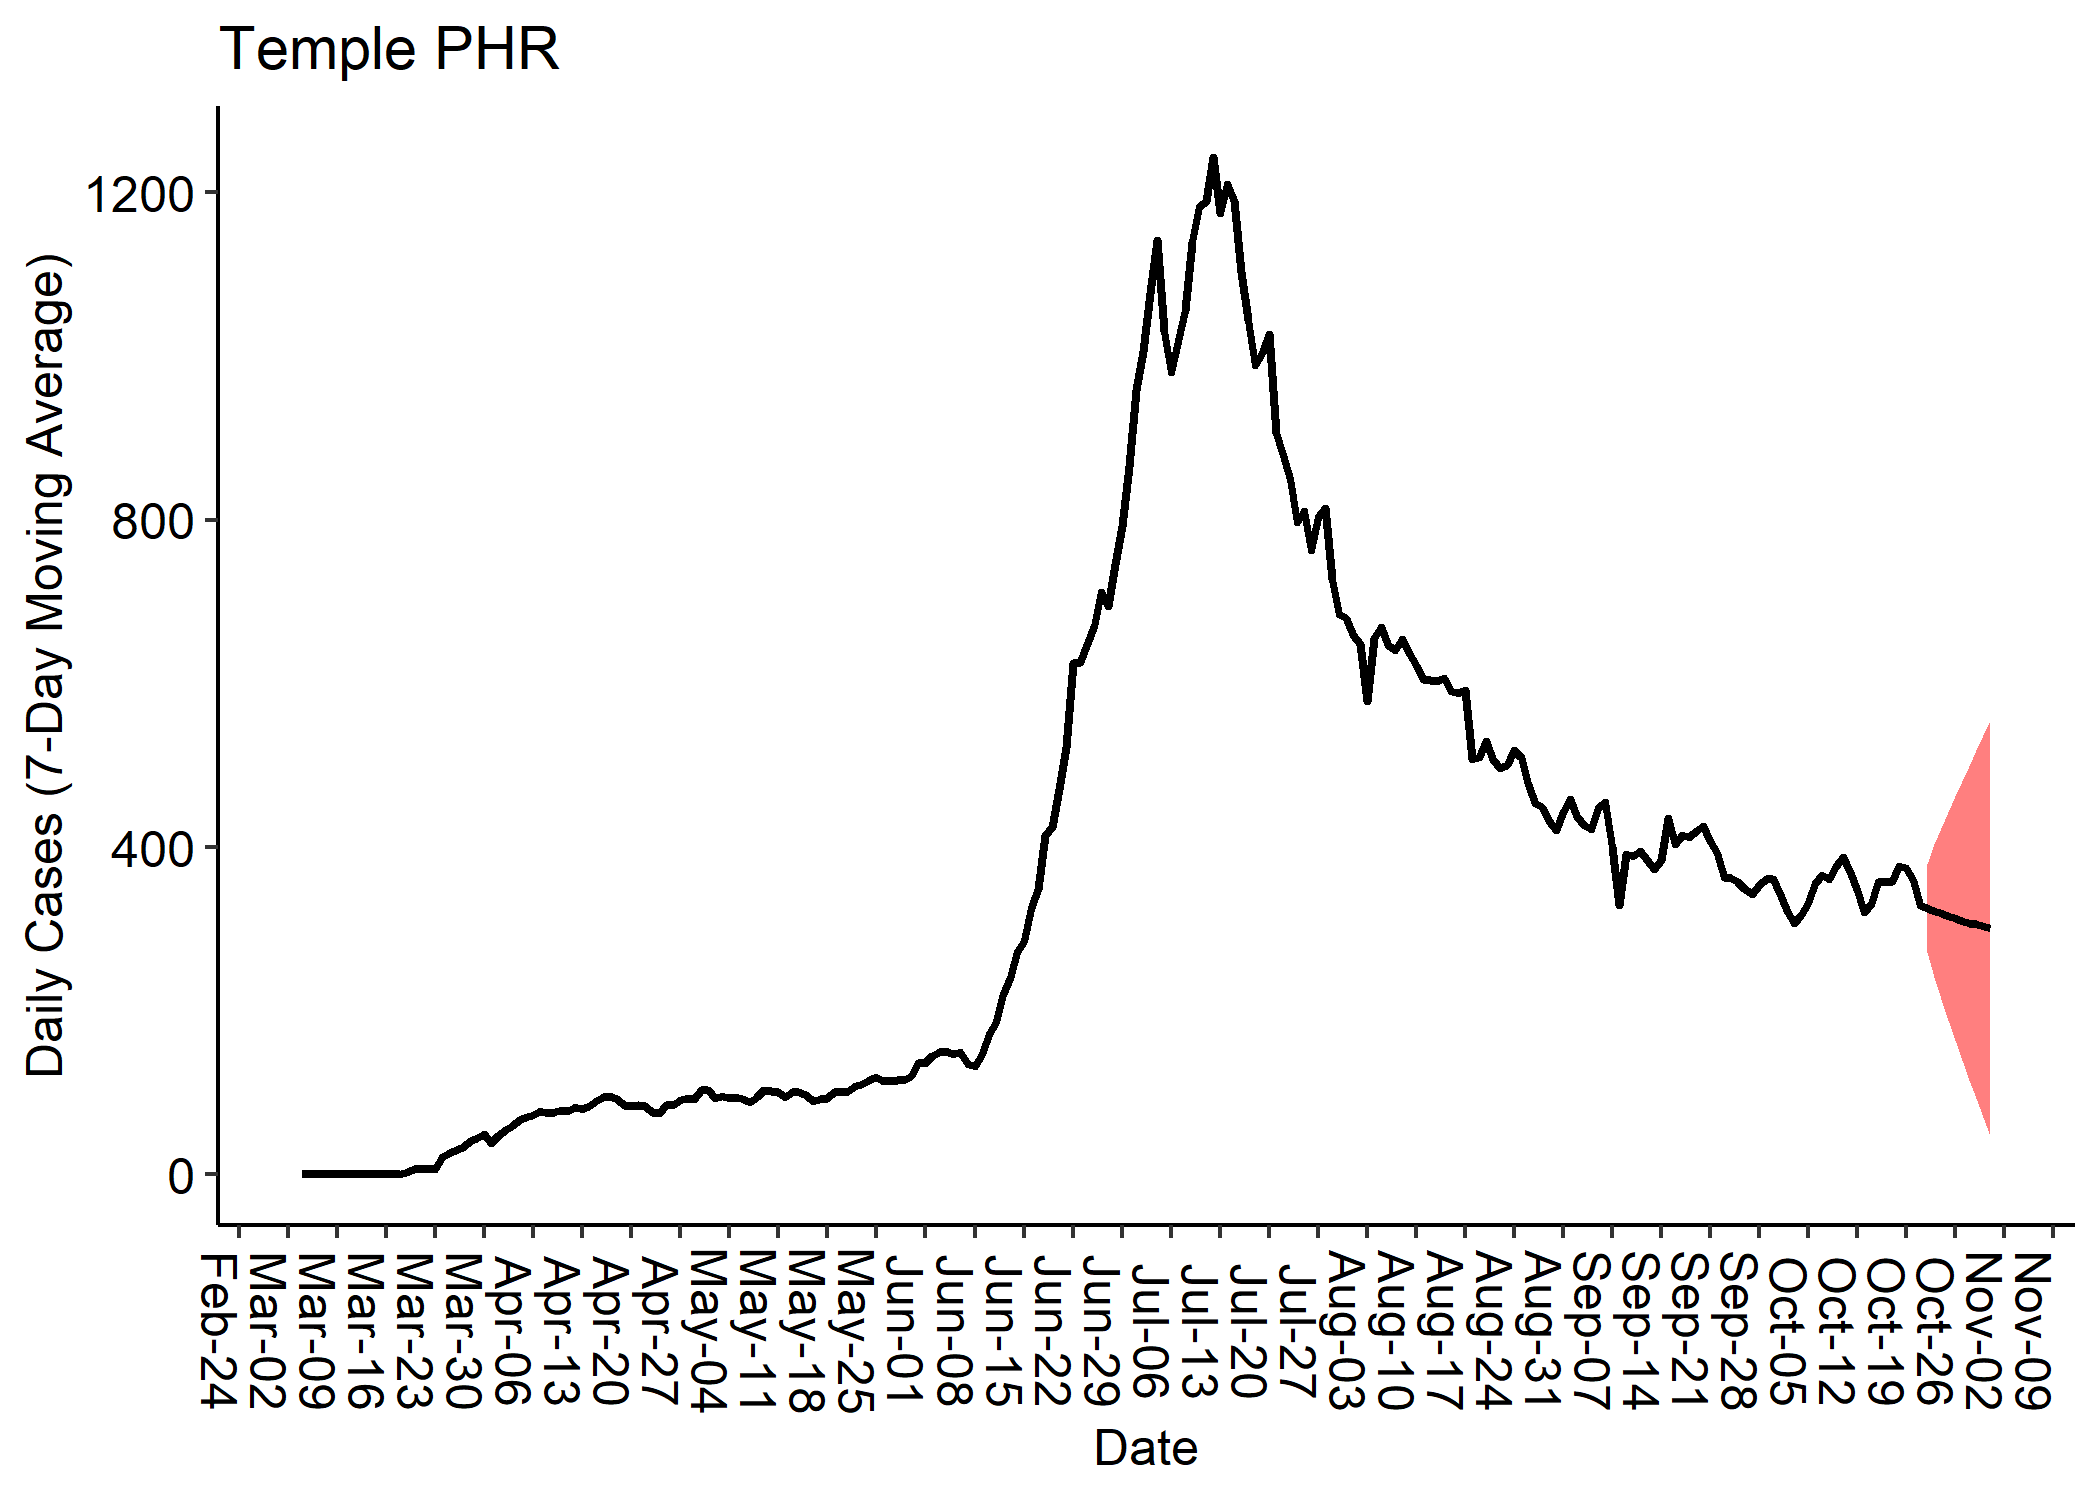 Temple PHR
Daily Cases (7-Day Moving Average)
1200
800
400
0
Feb-24
Mar-02
Mar-09
Mar-16
Mar-23
Mar-30
Apr-06
Apr-13
Apr-20
Apr-27
May-04
May-11
May-18
May-25
Jun-01
Jun-08
Jun-15
Jun-22
Jun-29
Jul-06
Jul-13
Jul-20
Jul-27
Aug-03
Aug-10
Aug-17
Aug-24
Aug-31
Sep-07
Sep-14
Sep-21
Sep-28
Oct-05
Oct-12
Oct-19
Oct-26
Nov-02
Nov-09
Date